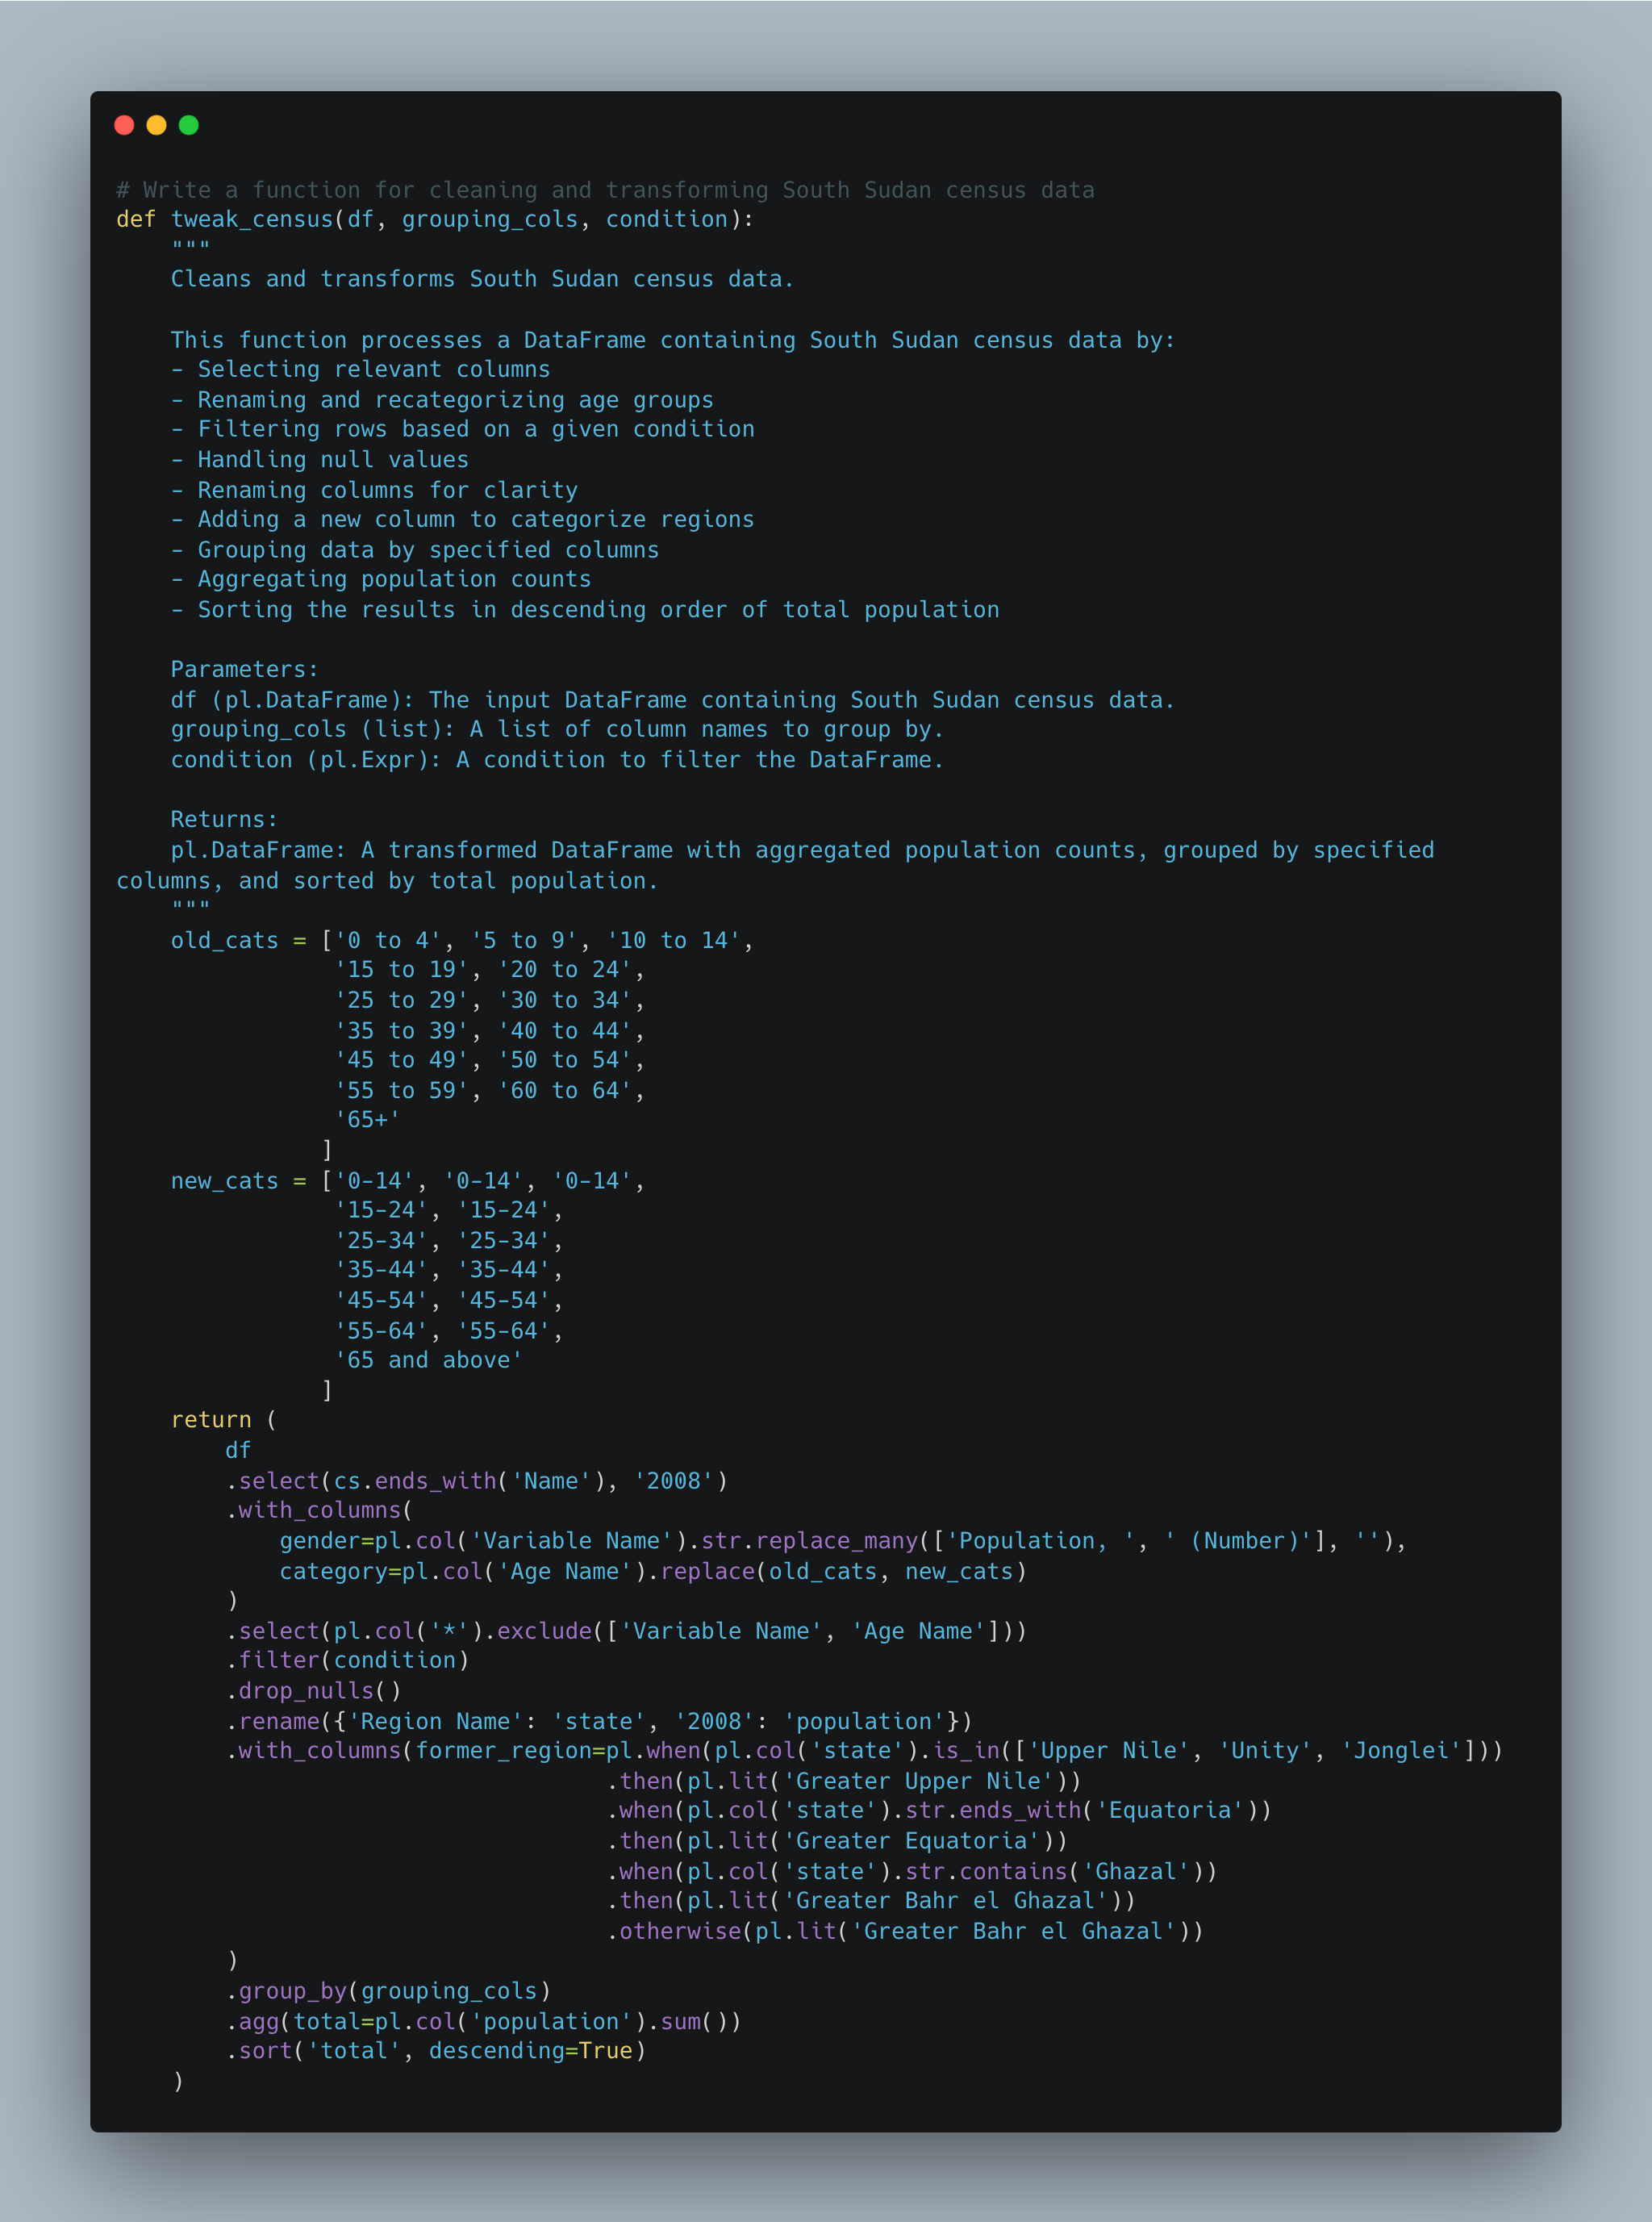 # Write a function for cleaning and transforming South Sudan census data
def tweak_census(df, grouping_cols, condition):
    """
    Cleans and transforms South Sudan census data.

    This function processes a DataFrame containing South Sudan census data by:
    - Selecting relevant columns
    - Renaming and recategorizing age groups
    - Filtering rows based on a given condition
    - Handling null values
    - Renaming columns for clarity
    - Adding a new column to categorize regions
    - Grouping data by specified columns
    - Aggregating population counts
    - Sorting the results in descending order of total population

    Parameters:
    df (pl.DataFrame): The input DataFrame containing South Sudan census data.
    grouping_cols (list): A list of column names to group by.
    condition (pl.Expr): A condition to filter the DataFrame.

    Returns:
    pl.DataFrame: A transformed DataFrame with aggregated population counts, grouped by specified
columns, and sorted by total population.
    """
    old_cats = ['0 to 4', '5 to 9', '10 to 14',
                '15 to 19', '20 to 24',
                '25 to 29', '30 to 34',
                '35 to 39', '40 to 44',
                '45 to 49', '50 to 54',
                '55 to 59', '60 to 64',
                '65+'
               ]
    new_cats = ['0-14', '0-14', '0-14',
                '15-24', '15-24',
                '25-34', '25-34',
                '35-44', '35-44',
                '45-54', '45-54',
                '55-64', '55-64',
                '65 and above'
               ]
    return (
        df
        .select(cs.ends_with('Name'), '2008')
        .with_columns(
            gender=pl.col('Variable Name').str.replace_many(['Population, ', ' (Number)'], ''),
            category=pl.col('Age Name').replace(old_cats, new_cats)
        )
        .select(pl.col('*').exclude(['Variable Name', 'Age Name']))
        .filter(condition)
        .drop_nulls()
        .rename({'Region Name': 'state', '2008': 'population'})
        .with_columns(former_region=pl.when(pl.col('state').is_in(['Upper Nile', 'Unity', 'Jonglei']))
                                    .then(pl.lit('Greater Upper Nile'))
                                    .when(pl.col('state').str.ends_with('Equatoria'))
                                    .then(pl.lit('Greater Equatoria'))
                                    .when(pl.col('state').str.contains('Ghazal'))
                                    .then(pl.lit('Greater Bahr el Ghazal'))
                                    .otherwise(pl.lit('Greater Bahr el Ghazal'))
        )
        .group_by(grouping_cols)
        .agg(total=pl.col('population').sum())
        .sort('total', descending=True)
    )